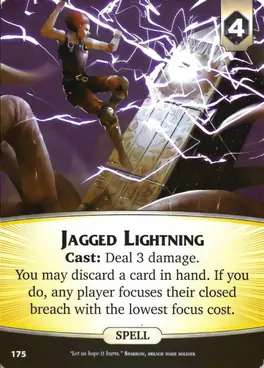 4
JAGGED LIGHTNING
Cast: Deal 3 damage.
You may discard a card in hand. If you
do, any player focuses their closed
breach with the lowest focus cost.
SPELL
175
"Let us hope it burns." SPARROW, BREACH MAGE SOLDIER